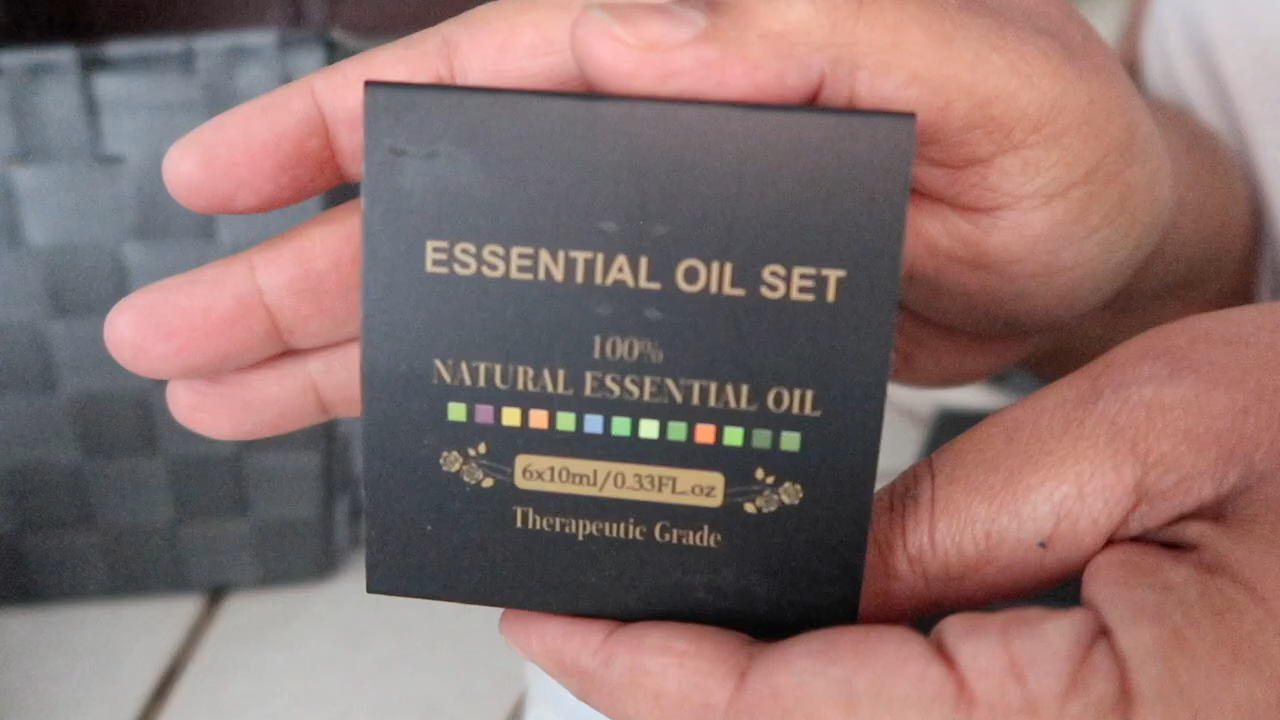 ESSENTIAL OIL SET
100%
NATURAL ESSENTIAL OIL
6x10ml/0.33FL.oz
Therapeutic Grade